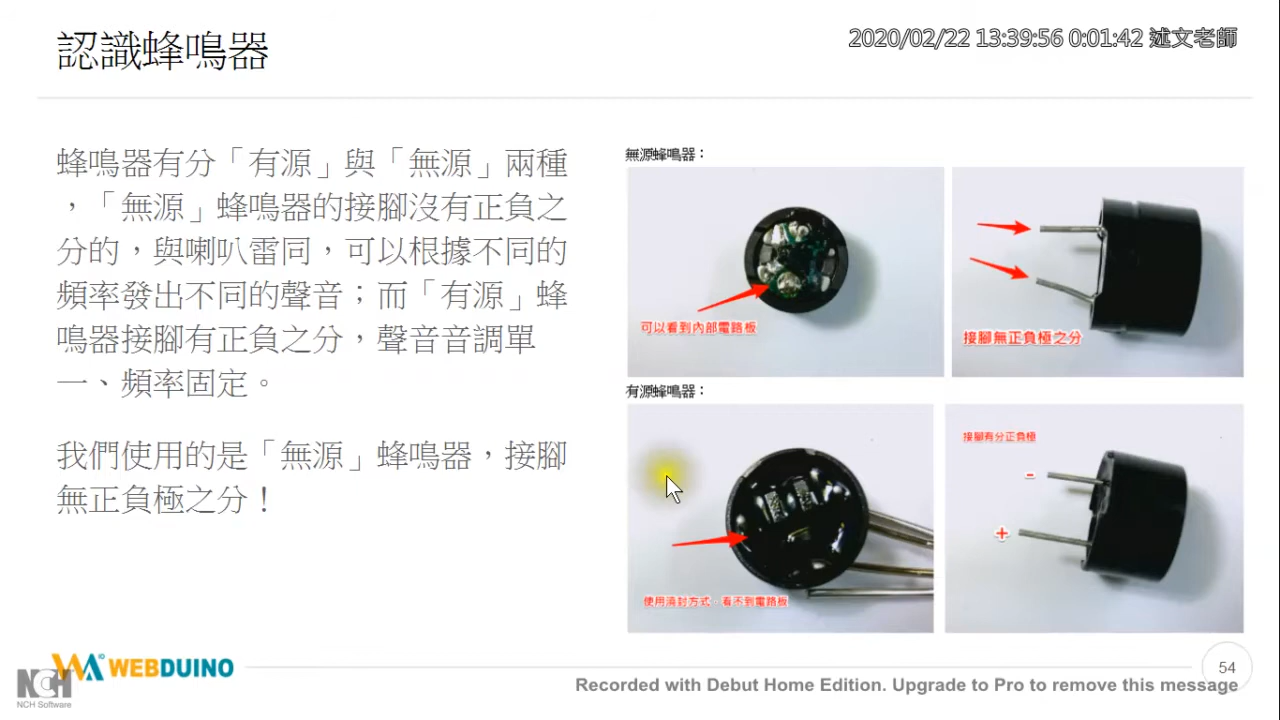 認識蜂鳴器
2020/02/22 13:39:56 0:01:42 述文老師
蜂鳴器有分「有源」與「無源」兩種
，「無源」蜂鳴器的接腳沒有正負之
分的，與喇叭雷同，可以根據不同的
頻率發出不同的聲音；而「有源」蜂
鳴器接腳有正負之分，聲音音調單
一、頻率固定。
我們使用的是「無源」蜂鳴器，接腳
無正負極之分！
無源蜂鳴器：
可以看到內部電路板
接腳無正負極之分
有源蜂鳴器：
使用澆封方式，看不到電路板
接腳有分正負極
-
+
WEBDUINO
NCH
NCH Software
54
Recorded with Debut Home Edition. Upgrade to Pro to remove this message